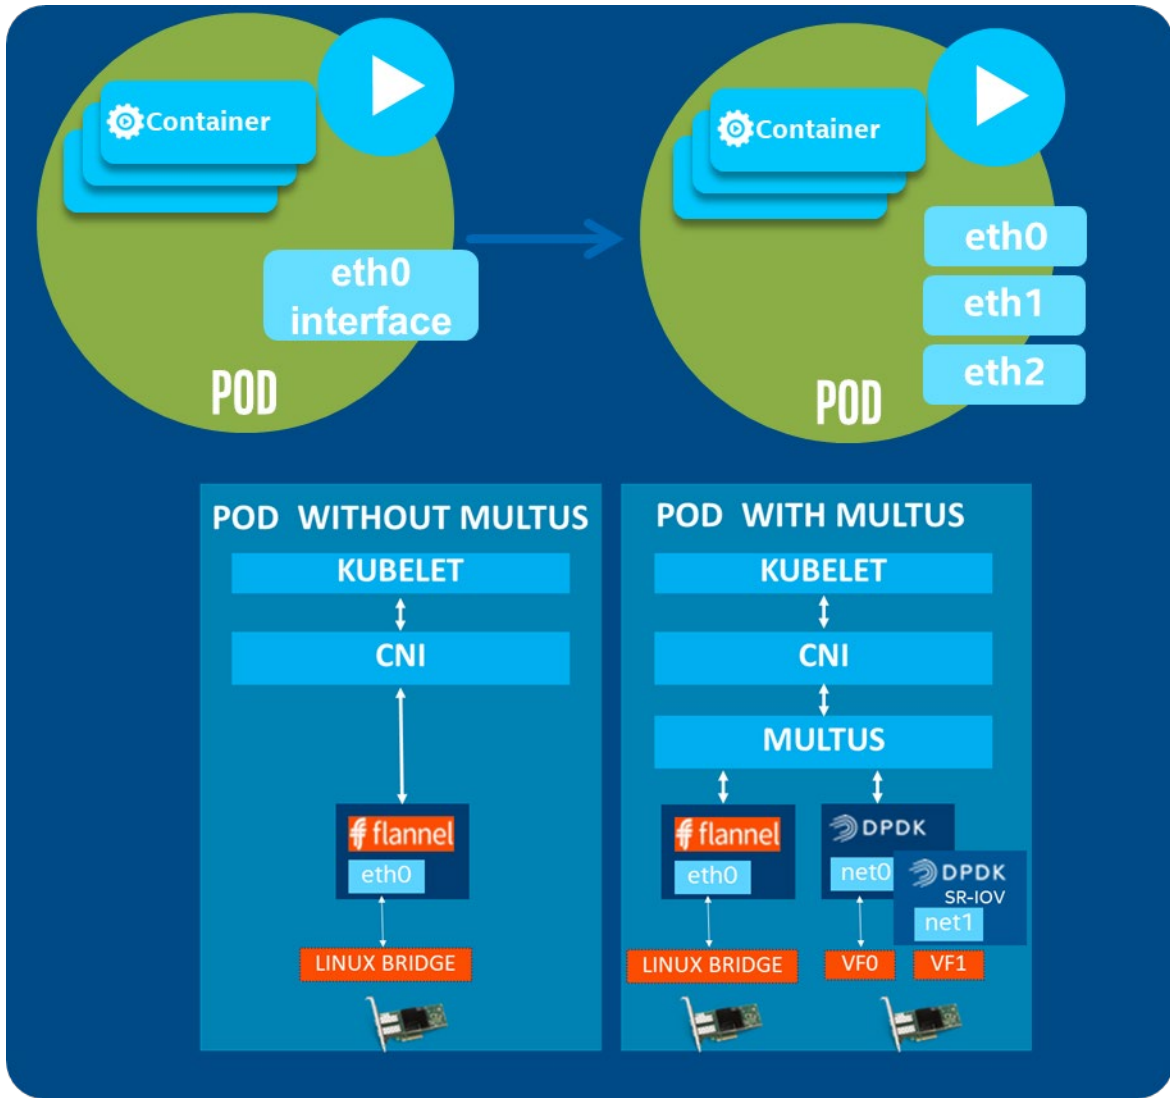 Container
eth0
interface
POD
Container
eth0
eth1
eth2
POD
POD WITHOUT MULTUS
KUBELET
CNI
flannel
eth0
LINUX BRIDGE
POD WITH MULTUS
KUBELET
CNI
MULTUS
flannel
eth0
LINUX BRIDGE
DPDK
net0
DPDK
SR-IOV
net1
VF0
VF1